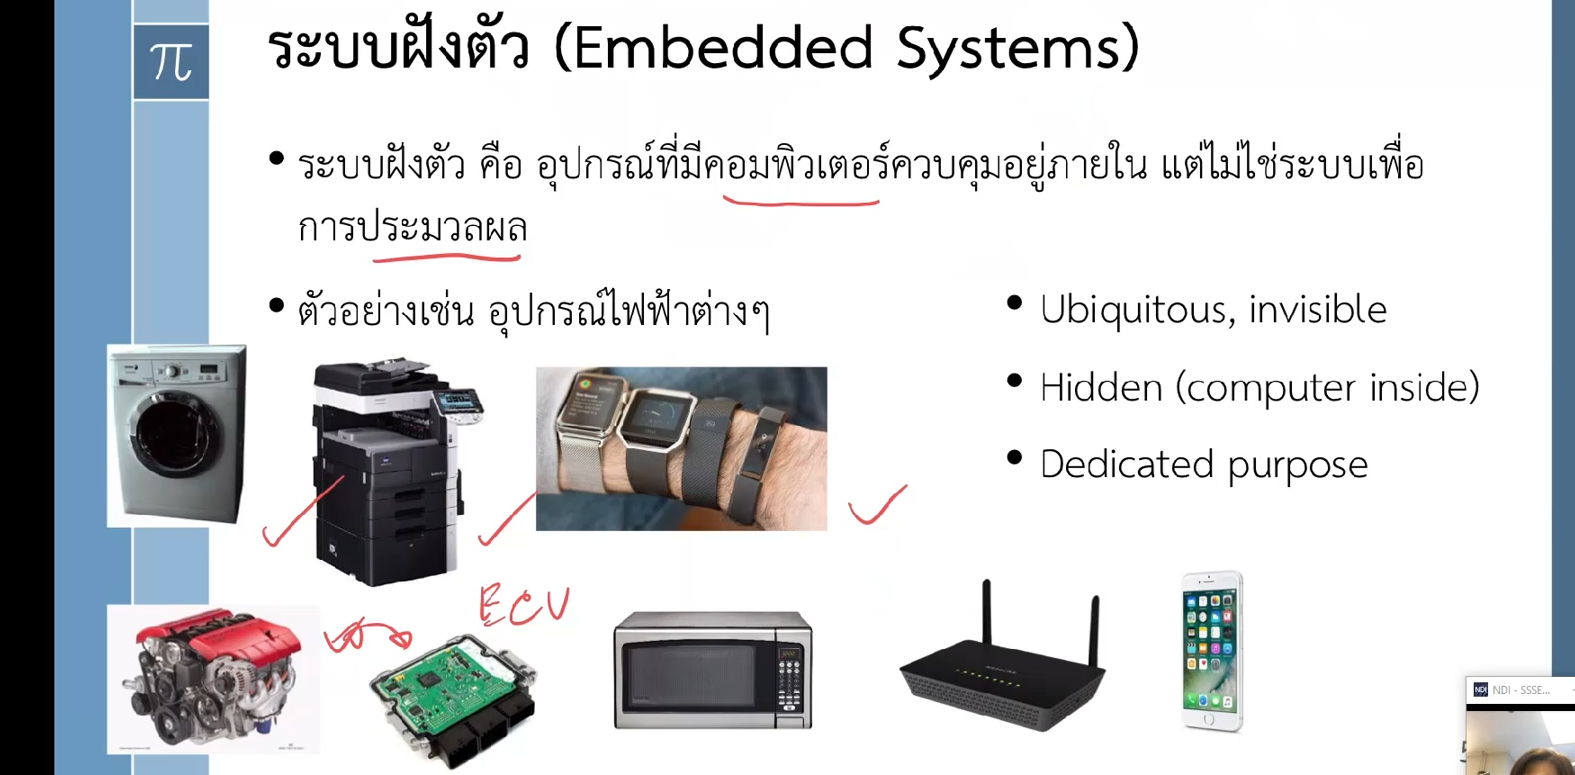 π
ระบบฝังตัว (Embedded Systems)
• ระบบฝังตัว คือ อุปกรณ์ที่มีคอมพิวเตอร์ควบคุมอยู่ภายใน แต่ไม่ไช่ระบบเพื่อ
การประมวลผล
• ตัวอย่างเช่น อุปกรณ์ไฟฟ้าต่างๆ
• Ubiquitous, invisible
• Hidden (computer inside)
• Dedicated purpose
ECU
NDI - SSSE...